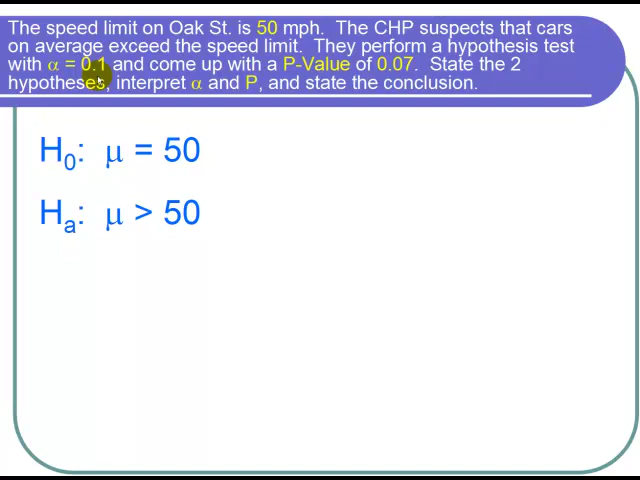 The speed limit on Oak St. is 50 mph. The CHP suspects that cars
on average exceed the speed limit. They perform a hypothesis test
with α = 0.1 and come up with a P-Value of 0.07. State the 2
hypotheses, interpret α and P, and state the conclusion.
H₀: μ = 50
Hₐ: μ > 50